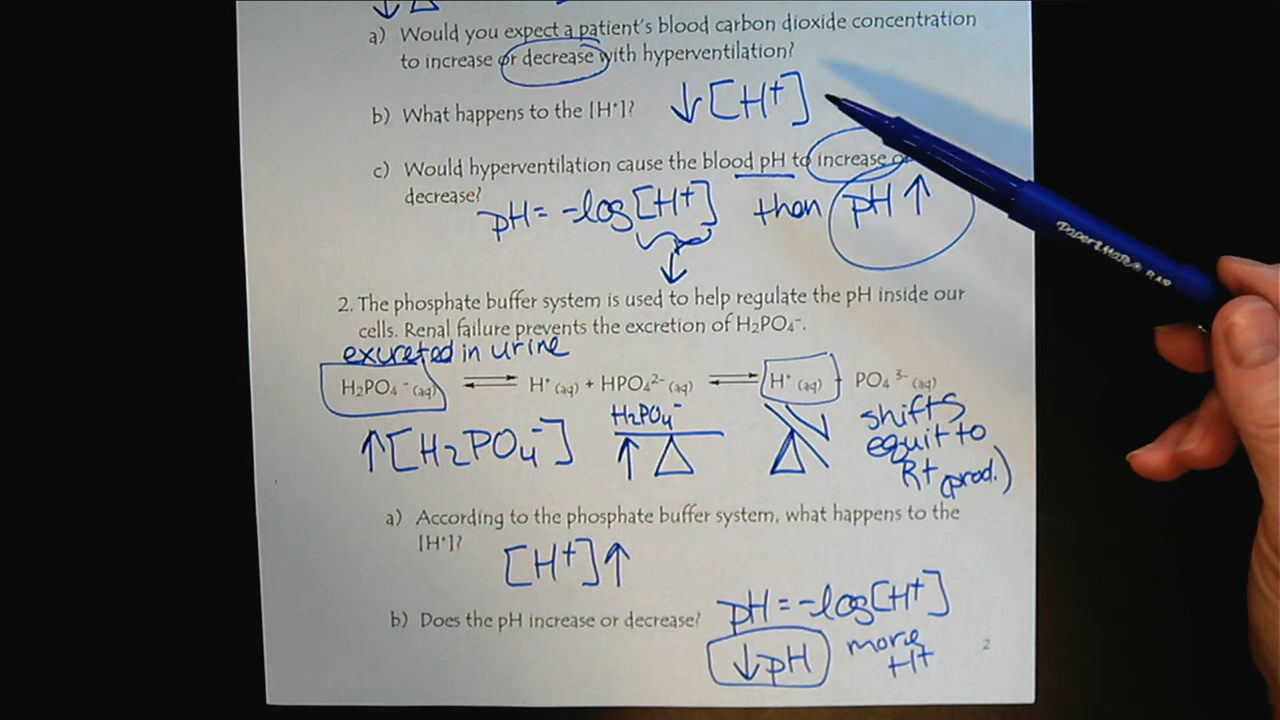 a) Would you expect a patient's blood carbon dioxide concentration
to increase or decrease with hyperventilation?
b) What happens to the [H⁺]? ↓[H⁺]
c) Would hyperventilation cause the blood pH to increase
decrease?
pH = -log[H⁺] then pH ↑
2. The phosphate buffer system is used to help regulate the pH inside our
cells. Renal failure prevents the excretion of H₂PO₄⁻.
excreted in urine
H₂PO₄⁻(aq) ⇌ H⁺(aq) + HPO₄²⁻(aq) ⇌ H⁺(aq) + PO₄³⁻(aq)
↑[H₂PO₄⁻] H₂PO₄⁻ ↑ shifts
equil to
Rt (prod.)
a) According to the phosphate buffer system, what happens to the
[H⁺]? [H⁺]↑
b) Does the pH increase or decrease? pH = -log[H⁺]
↓pH more
H⁺
2
PaperMate